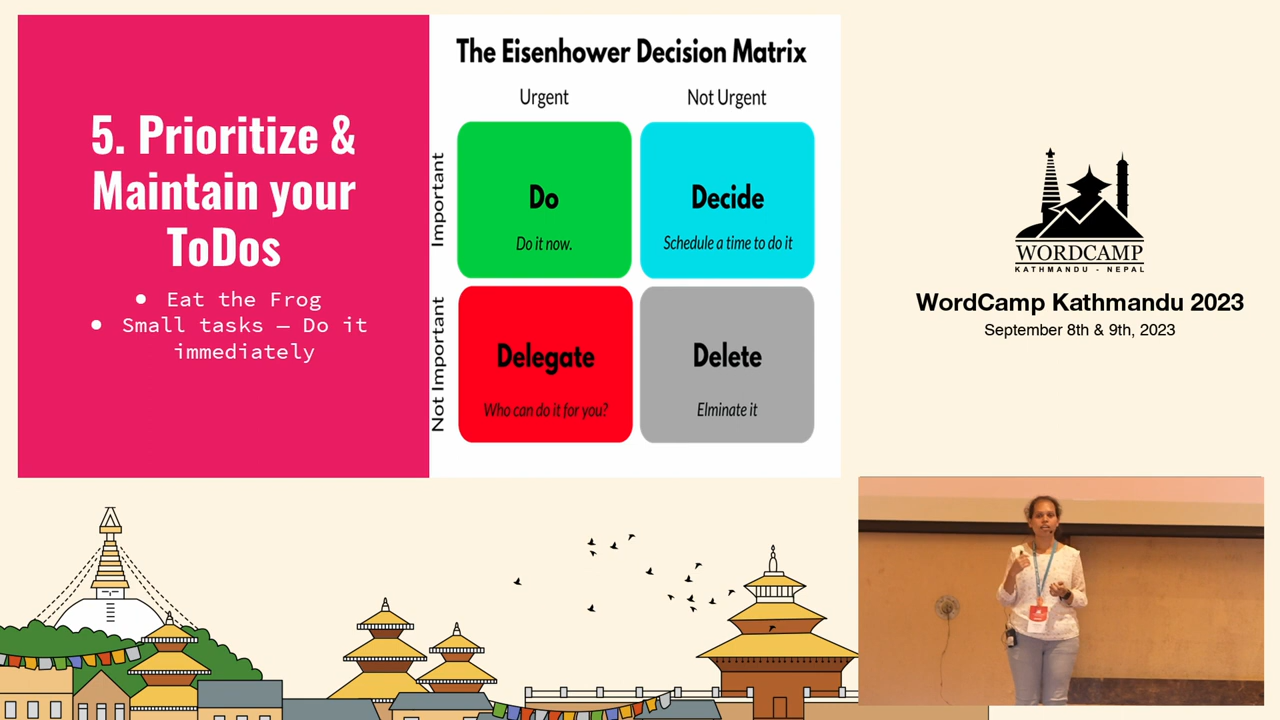 5. Prioritize &
Maintain your
ToDos
● Eat the Frog
● Small tasks – Do it
immediately
The Eisenhower Decision Matrix
Urgent
Not Urgent
Important
Do
Do it now.
Decide
Schedule a time to do it
Not Important
Delegate
Who can do it for you?
Delete
Elminate it
WORDCAMP
KATHMANDU - NEPAL
WordCamp Kathmandu 2023
September 8th & 9th, 2023